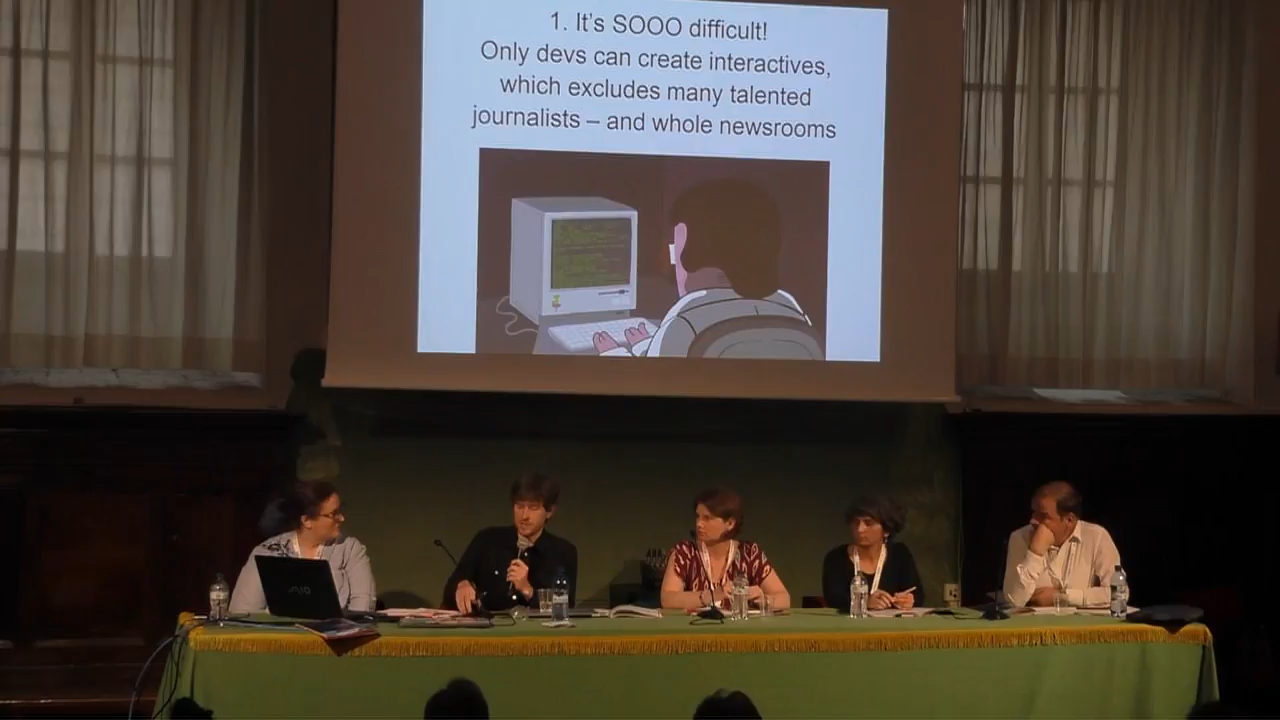 1. It's SOOO difficult!
Only devs can create interactives,
which excludes many talented
journalists – and whole newsrooms
VAIO